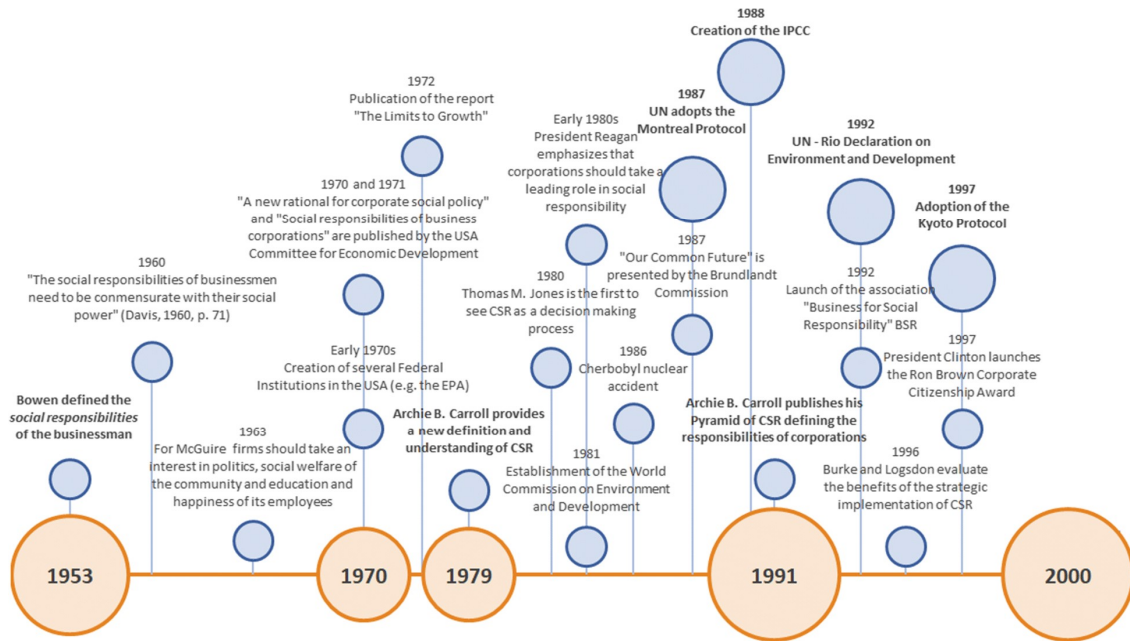 1988
Creation of the IPCC
1972
Publication of the report
"The Limits to Growth"
1987
UN adopts the
Montreal Protocol
Early 1980s
President Reagan
emphasizes that
corporations should take a
leading role in social
responsibility
1992
UN - Rio Declaration on
Environment and Development
1970 and 1971
"A new rational for corporate social policy"
and "Social responsibilities of business
corporations" are published by the USA
Committee for Economic Development
1997
Adoption of the
Kyoto Protocol
1960
"The social responsibilities of businessmen
need to be conmensurate with their social
power" (Davis, 1960, p. 71)
1987
"Our Common Future" is
presented by the Brundlandt
Commission
1980
Thomas M. Jones is the first to
see CSR as a decision making
process
1992
Launch of the association
"Business for Social
Responsibility" BSR
Early 1970s
Creation of several Federal
Institutions in the USA (e.g. the EPA)
1986
Cherbobyl nuclear
accident
1997
President Clinton launches
the Ron Brown Corporate
Citizenship Award
Bowen defined the
social responsibilities
of the businessman
Archie B. Carroll provides
a new definition and
understanding of CSR
Archie B. Carroll publishes his
Pyramid of CSR defining the
responsibilities of corporations
1963
For McGuire firms should take an
interest in politics, social welfare of
the community and education and
happiness of its employees
1981
Establishment of the World
Commission on Environment
and Development
1996
Burke and Logsdon evaluate
the benefits of the strategic
implementation of CSR
1953
1970
1979
1991
2000